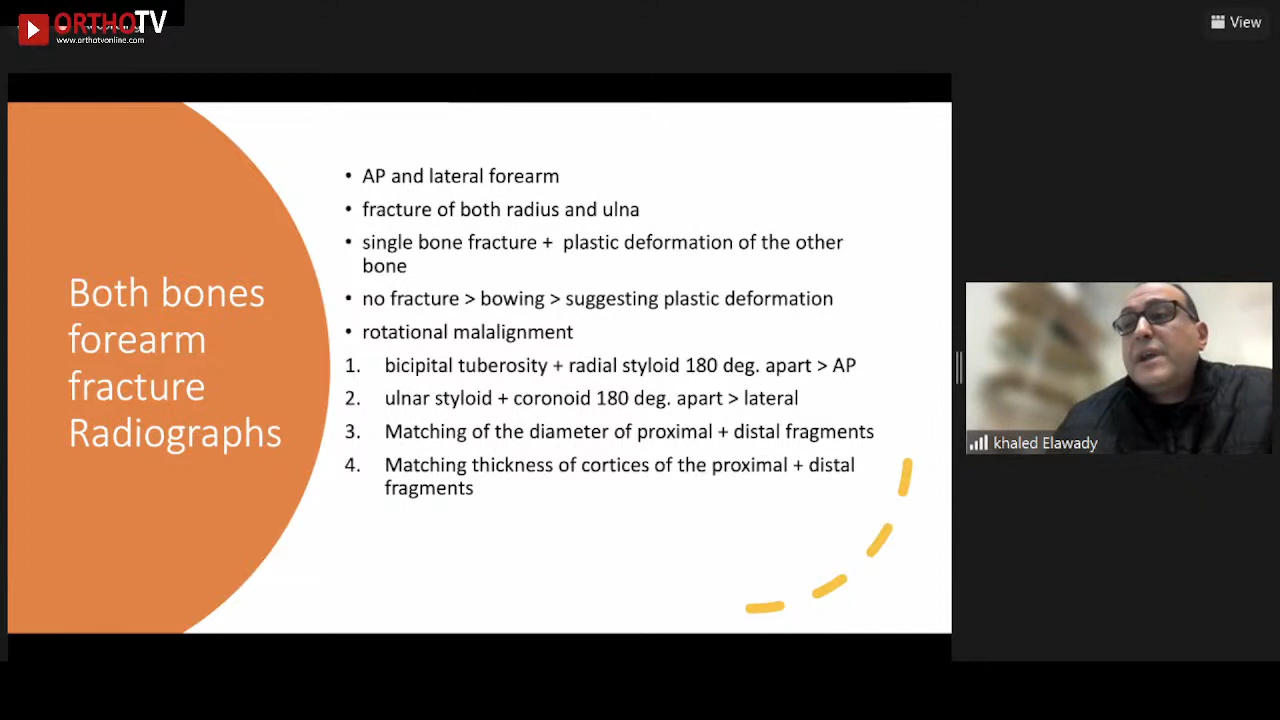 ORTHOTV
www.orthotvonline.com
View
Both bones
forearm
fracture
Radiographs
• AP and lateral forearm
• fracture of both radius and ulna
• single bone fracture + plastic deformation of the other
bone
• no fracture > bowing > suggesting plastic deformation
• rotational malalignment
1. bicipital tuberosity + radial styloid 180 deg. apart > AP
2. ulnar styloid + coronoid 180 deg. apart > lateral
3. Matching of the diameter of proximal + distal fragments
4. Matching thickness of cortices of the proximal + distal
fragments
khaled Elawady